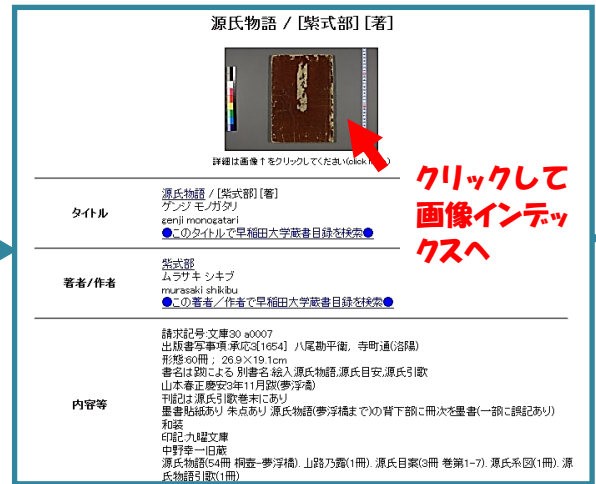 源氏物語 / [紫式部] [著]
詳細は画像↑をクリックしてください(click
クリックして
画像インデッ
クスへ
タイトル
源氏物語 / [紫式部] [著]
ゲンジ モノガタリ
genji monogatari
●このタイトルで早稲田大学蔵書目録を検索●
著者/作者
紫式部
ムラサキ シキブ
murasaki shikibu
●この著者／作者で早稲田大学蔵書目録を検索●
内容等
請求記号:文庫30 a0007
出版書写事項:承応3[1654] 八尾勘平衛, 寺町通(洛陽)
形態:60冊 ; 26.9×19.1cm
書名は跋による 別書名:絵入源氏物語,源氏目安,源氏引歌
山本春正慶安3年11月跋(夢浮橋)
刊記は源氏引歌巻末にあり
墨書貼紙あり 朱点あり 源氏物語(夢浮橋まで)の背下部に冊次を墨書(一部に誤記あり)
和装
印記:九曜文庫
中野幸一旧蔵
源氏物語(54冊 桐壺-夢浮橋). 山路乃露(1冊). 源氏目案(3冊 巻第1-7). 源氏系図(1冊). 源
氏物語引歌(1冊)